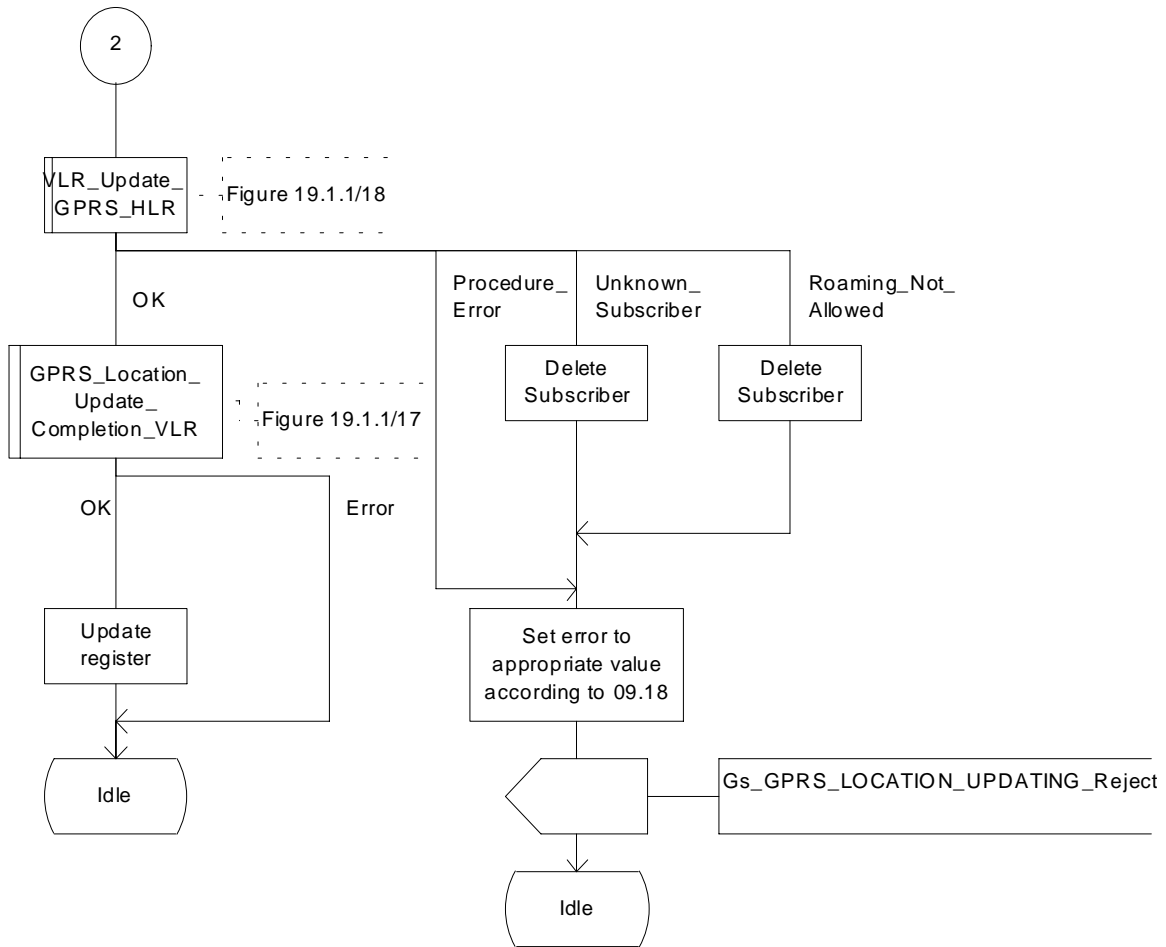 2
VLR_Update_
GPRS_HLR
Figure 19.1.1/18
OK
Procedure_
Error
Unknown_
Subscriber
Roaming_Not_
Allowed
GPRS_Location_
Update_
Completion_VLR
Figure 19.1.1/17
Delete
Subscriber
Delete
Subscriber
OK
Error
Update
register
Set error to
appropriate value
according to 09.18
Idle
Gs_GPRS_LOCATION_UPDATING_Reject
Idle